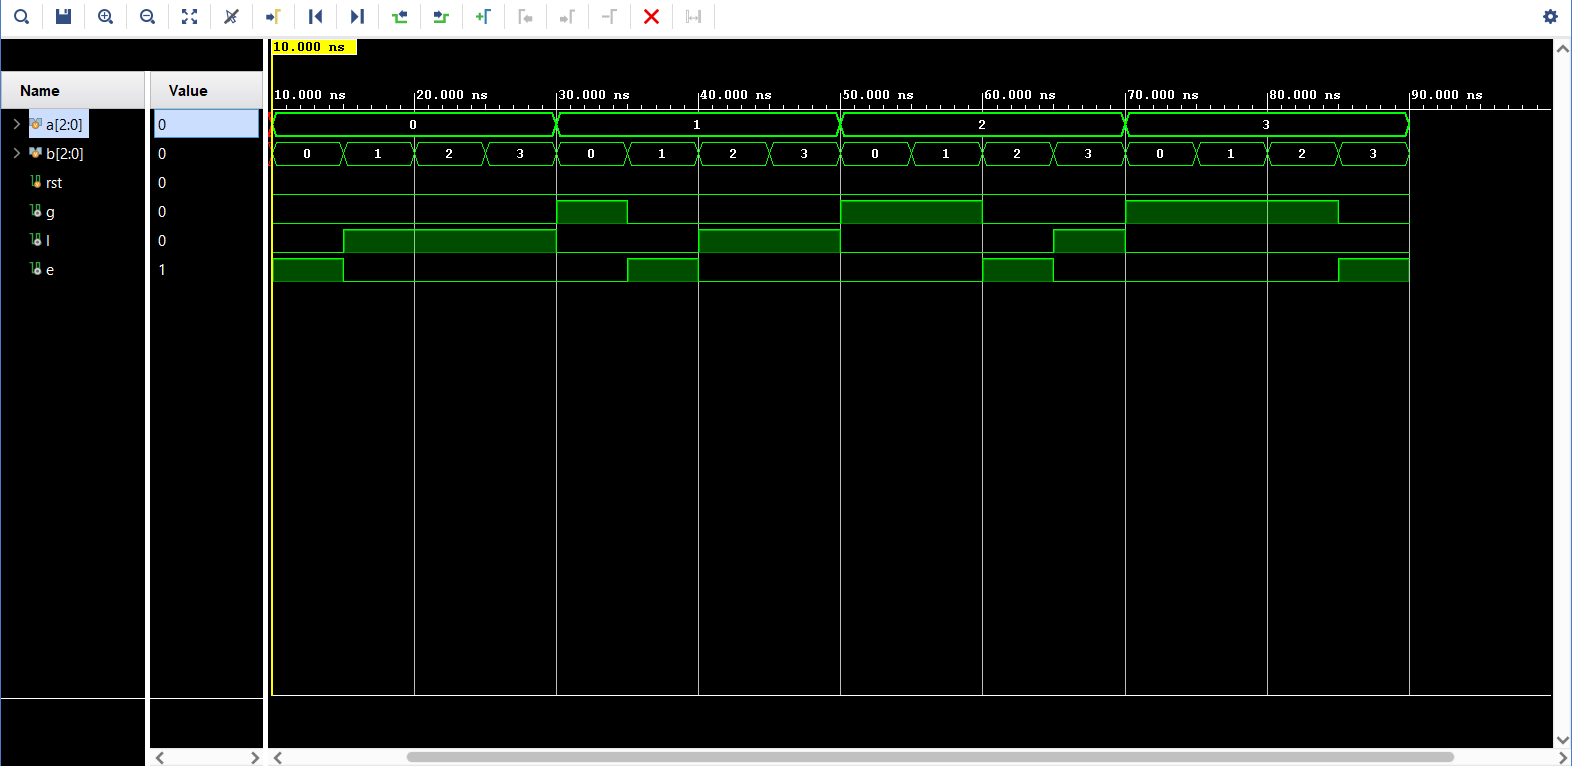 10.000 ns
Name Value
10.000 ns 20.000 ns 30.000 ns 40.000 ns 50.000 ns 60.000 ns 70.000 ns 80.000 ns 90.000 ns
a[2:0] 0 0 1 2 3
b[2:0] 0 0 1 2 3 0 1 2 3 0 1 2 3 0 1 2 3
rst 0
g 0
l 0
e 1